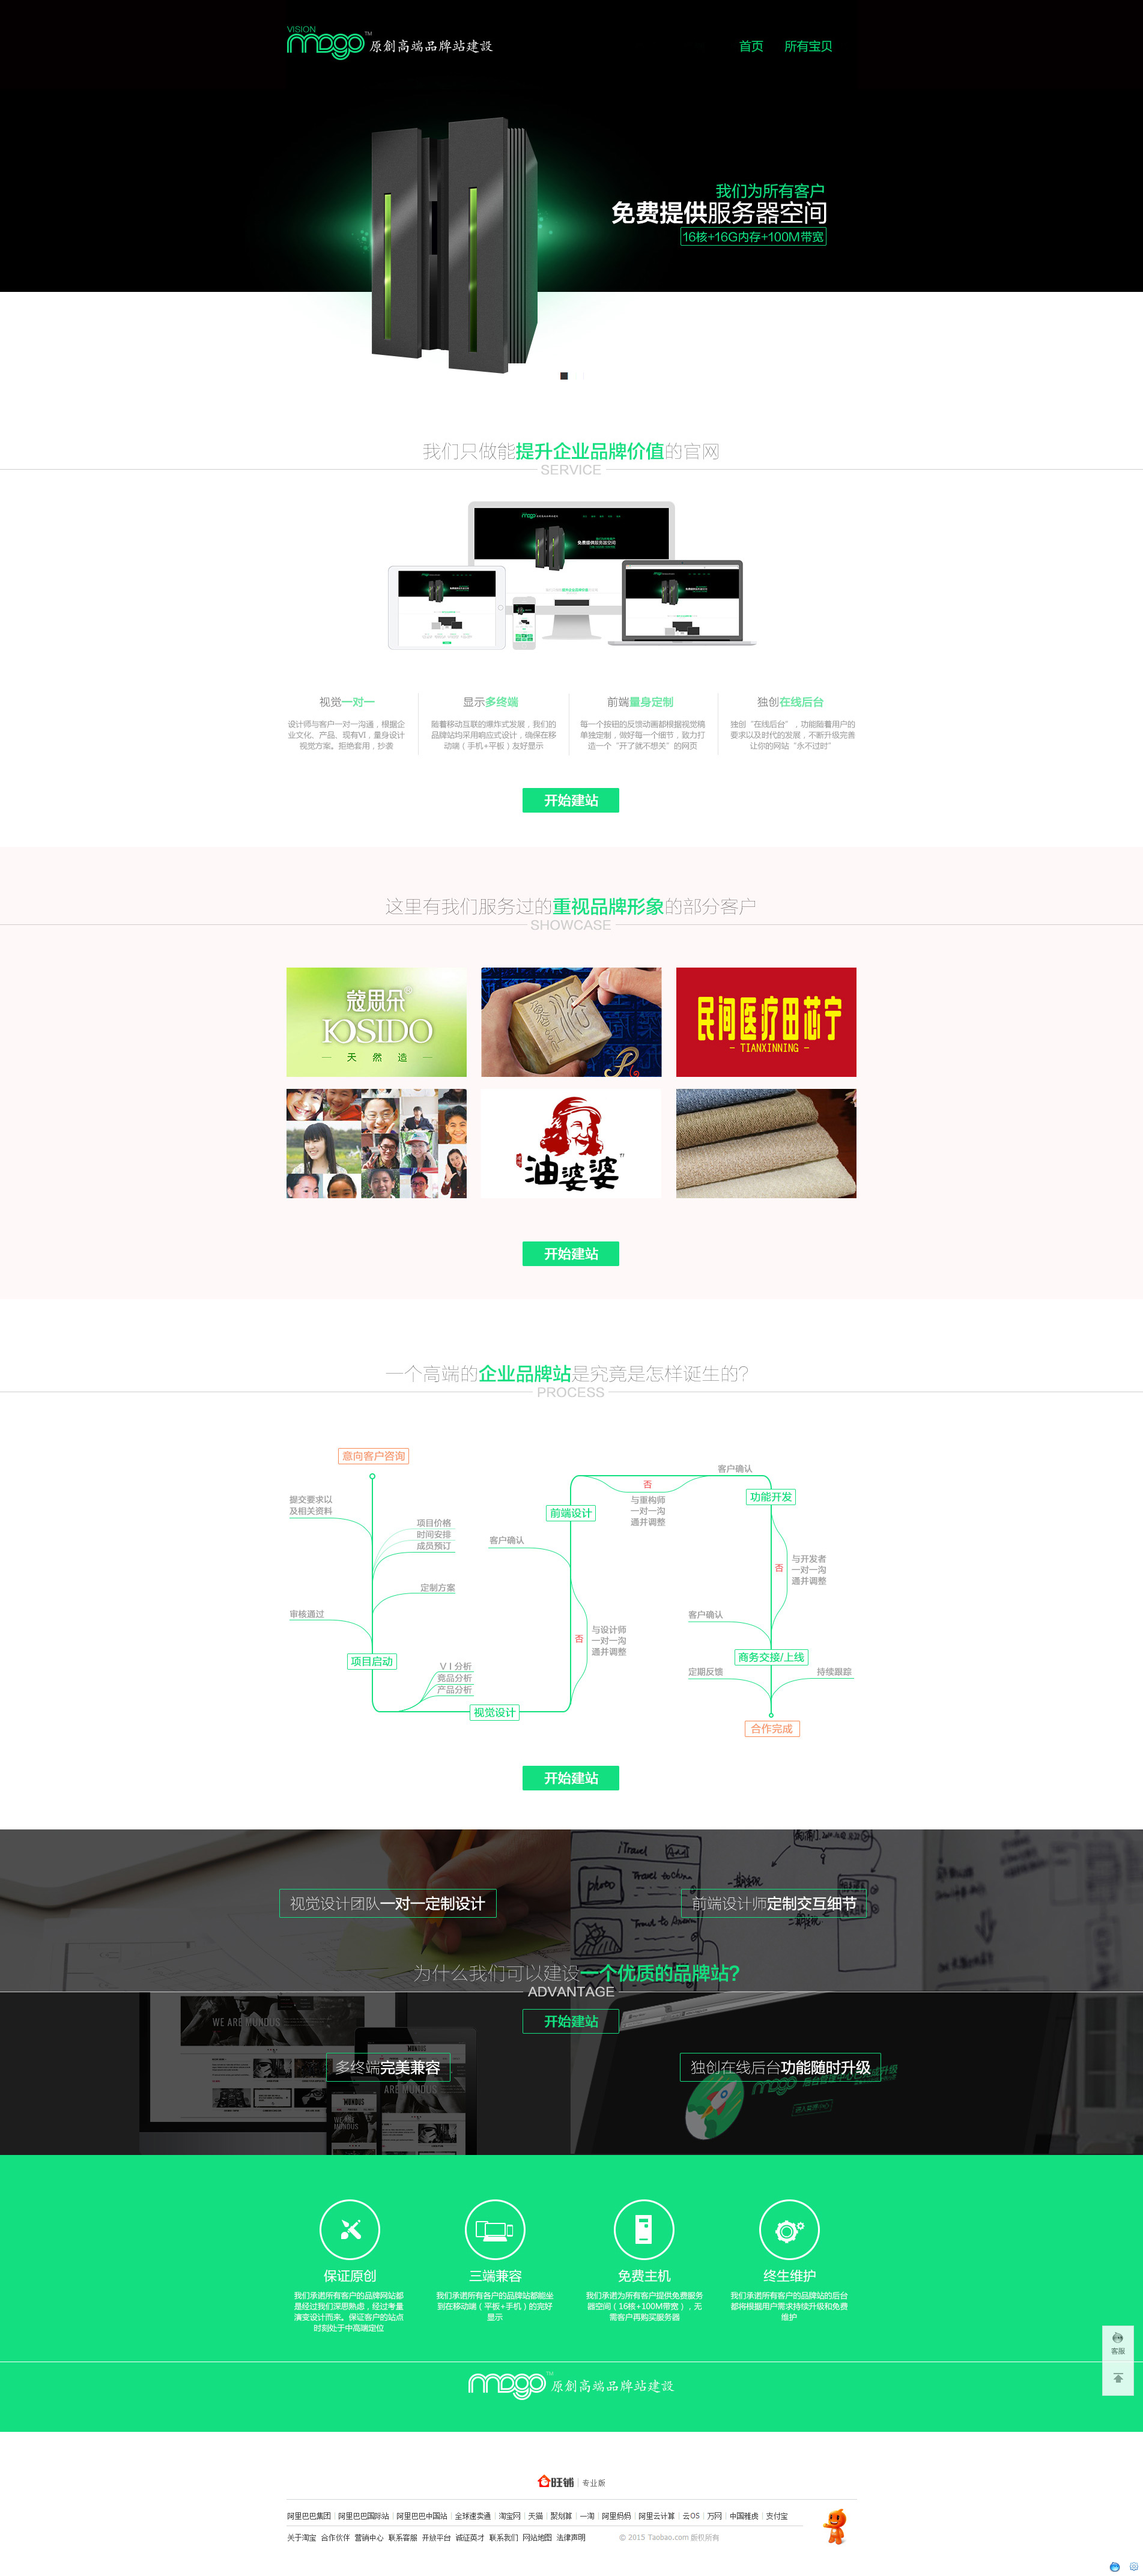 VISION
mogo™ 原創高端品牌站建設
首页 所有宝贝
我们为所有客户
免费提供服务器空间
16核+16G内存+100M带宽
我们只做能提升企业品牌价值的官网
SERVICE
视觉一对一
设计师与客户一对一沟通，根据企
业文化、产品、现有VI，量身设计
视觉方案。拒绝套用，抄袭
显示多终端
随着移动互联的爆炸式发展，我们的
品牌站均采用响应式设计，确保在移
动端（手机+平板）友好显示
前端量身定制
每一个按钮的反馈动画都根据视觉稿
单独定制，做好每一个细节，致力打
造一个“开了就不想关”的网页
独创在线后台
独创“在线后台”，功能随着用户的
要求以及时代的发展，不断升级完善
让你的网站“永不过时”
开始建站
这里有我们服务过的重视品牌形象的部分客户
SHOWCASE
蔻思朵
KOSIDO
天 然 造
民间医疗田芯宁
- TIANXINNING -
油婆婆
开始建站
一个高端的企业品牌站是究竟是怎样诞生的?
PROCESS
意向客户咨询
提交要求以
及相关资料
项目价格
时间安排
成员预订
定制方案
审核通过
项目启动
V I 分析
竞品分析
产品分析
视觉设计
客户确认
前端设计
否
与设计师
一对一沟
通并调整
否
与重构师
一对一沟
通并调整
客户确认
功能开发
否
与开发者
一对一沟
通并调整
客户确认
商务交接/上线
定期反馈
持续跟踪
合作完成
开始建站
iTravel
Add
photo
Travel to China
视觉设计团队一对一定制设计
前端设计师定制交互细节
为什么我们可以建设一个优质的品牌站?
ADVANTAGE
开始建站
WE ARE MUNDUS
多终端完美兼容
独创在线后台功能随时升级
MUNDUS
保证原创
我们承诺所有客户的品牌网站都
是经过我们深思熟虑，经过考量
演变设计而来。保证客户的站点
时刻处于中高端定位
三端兼容
我们承诺所有各户的品牌站都能坐
到在移动端（平板+手机）的完好
显示
免费主机
我们承诺为所有客户提供免费服务
器空间（16核+100M带宽），无
需客户再购买服务器
终生维护
我们承诺所有客户的品牌站的后台
都将根据用户需求持续升级和免费
维护
客服
mogo™ 原創高端品牌站建設
旺铺 | 专业版
阿里巴巴集团 | 阿里巴巴国际站 | 阿里巴巴中国站 | 全球速卖通 | 淘宝网 | 天猫 | 聚划算 | 一淘 | 阿里妈妈 | 阿里云计算 | 云OS | 万网 | 中国雅虎 | 支付宝
关于淘宝 合作伙伴 营销中心 联系客服 开放平台 诚征英才 联系我们 网站地图 法律声明 © 2015 Taobao.com 版权所有